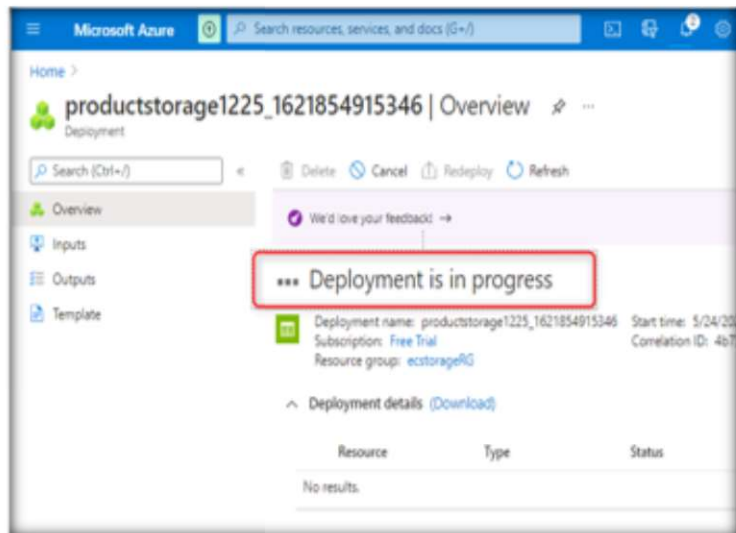 Microsoft Azure
Search resources, services, and docs (G+/)
Home >
productstorage1225_1621854915346 | Overview
Deployment
Search (Ctrl+/)
«
Delete Cancel Redeploy Refresh
Overview
We'd love your feedback! →
Inputs
Outputs
Deployment is in progress
Template
Deployment name: productstorage1225_1621854915346 Start time: 5/24/20
Subscription: Free Trial Correlation ID: 4b7
Resource group: ecstorageRG
Deployment details (Download)
Resource Type Status
No results.